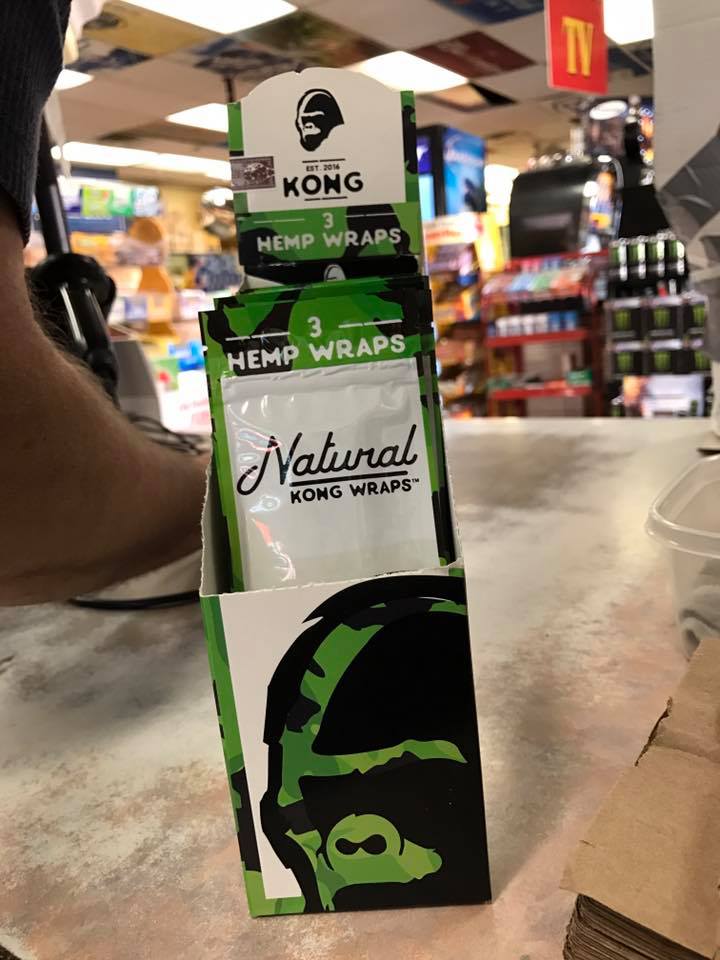 TV
EST. 2016
KONG
3
HEMP WRAPS
3
HEMP WRAPS
Natural
KONG WRAPS™